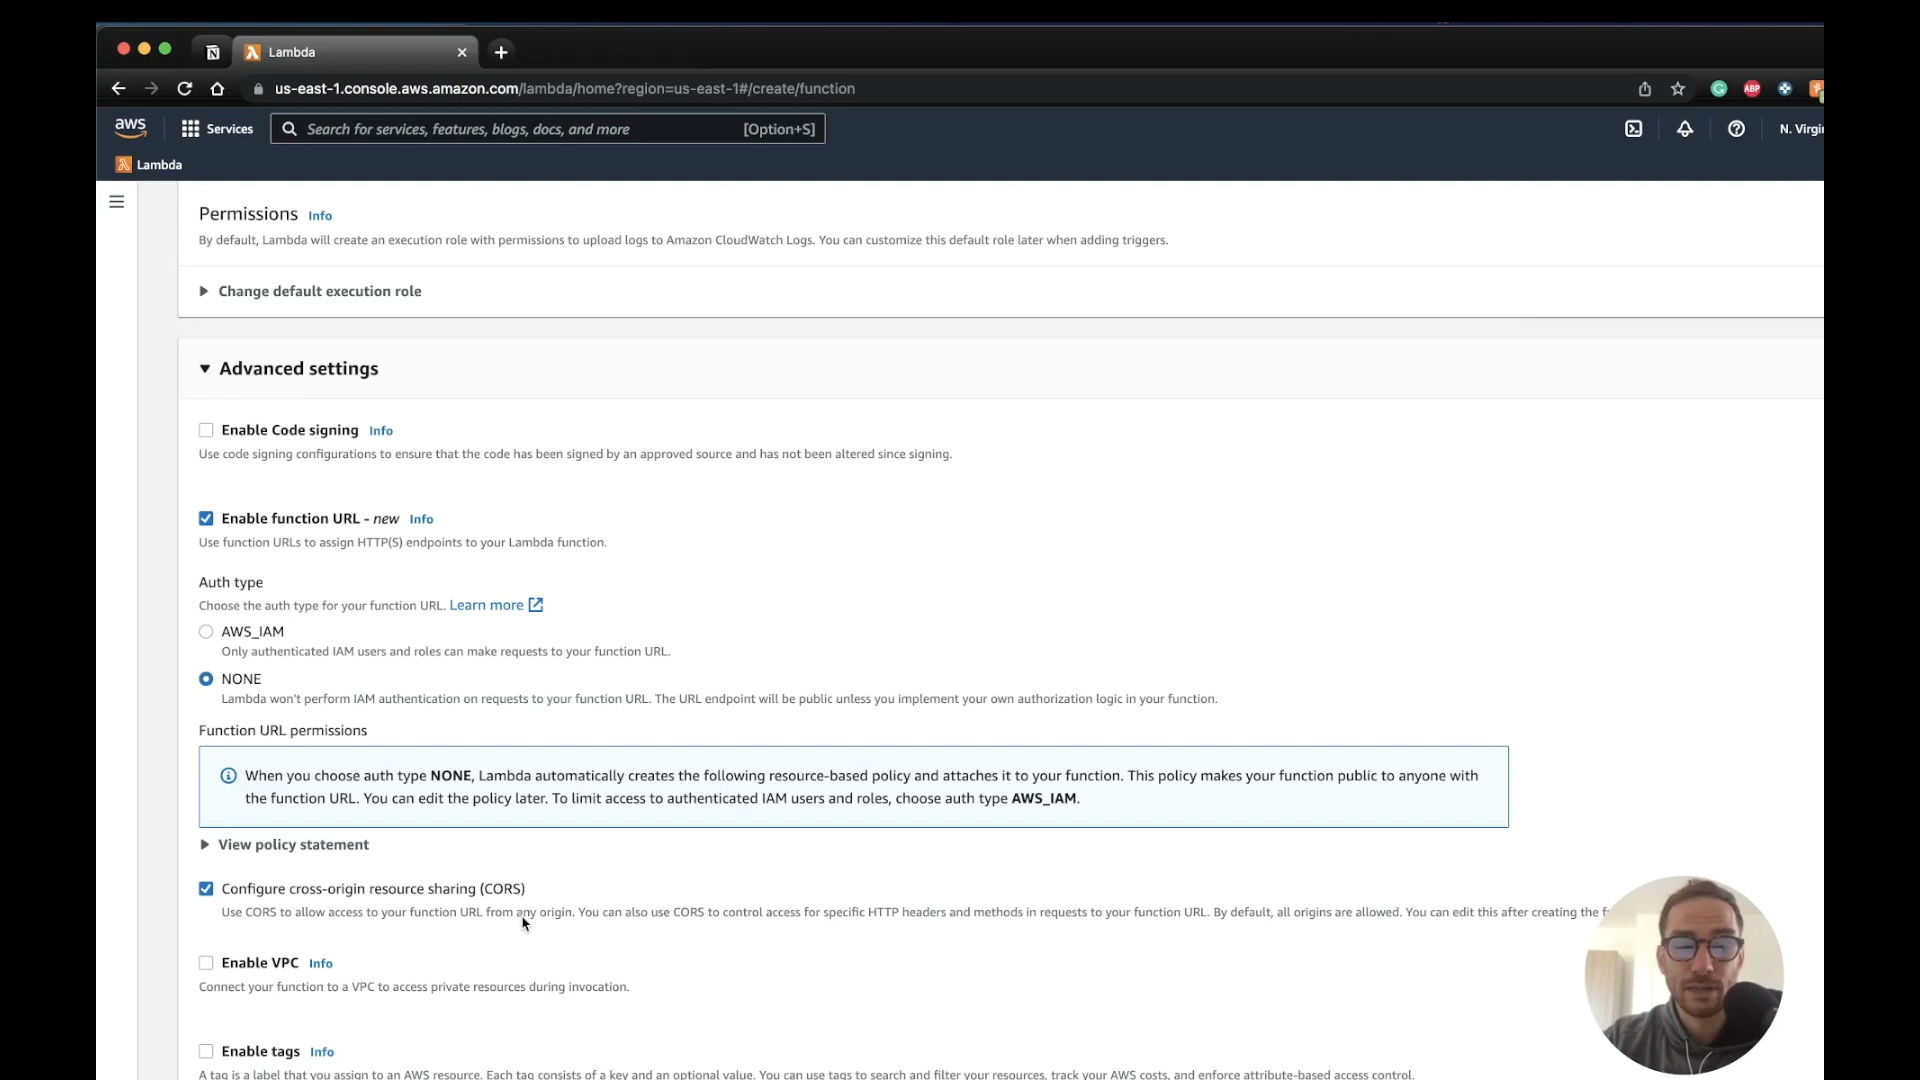 Lambda
us-east-1.console.aws.amazon.com/lambda/home?region=us-east-1#/create/function
ABP
aws
Services
Search for services, features, blogs, docs, and more
[Option+S]
N. Virgi
Lambda
Permissions Info
By default, Lambda will create an execution role with permissions to upload logs to Amazon CloudWatch Logs. You can customize this default role later when adding triggers.
Change default execution role
Advanced settings
Enable Code signing Info
Use code signing configurations to ensure that the code has been signed by an approved source and has not been altered since signing.
Enable function URL - new Info
Use function URLs to assign HTTP(S) endpoints to your Lambda function.
Auth type
Choose the auth type for your function URL. Learn more
AWS_IAM
Only authenticated IAM users and roles can make requests to your function URL.
NONE
Lambda won't perform IAM authentication on requests to your function URL. The URL endpoint will be public unless you implement your own authorization logic in your function.
Function URL permissions
When you choose auth type NONE, Lambda automatically creates the following resource-based policy and attaches it to your function. This policy makes your function public to anyone with
the function URL. You can edit the policy later. To limit access to authenticated IAM users and roles, choose auth type AWS_IAM.
View policy statement
Configure cross-origin resource sharing (CORS)
Use CORS to allow access to your function URL from any origin. You can also use CORS to control access for specific HTTP headers and methods in requests to your function URL. By default, all origins are allowed. You can edit this after creating the f
Enable VPC Info
Connect your function to a VPC to access private resources during invocation.
Enable tags Info
A tag is a label that you assign to an AWS resource. Each tag consists of a key and an optional value. You can use tags to search and filter your resources, track your AWS costs, and enforce attribute-based access control.